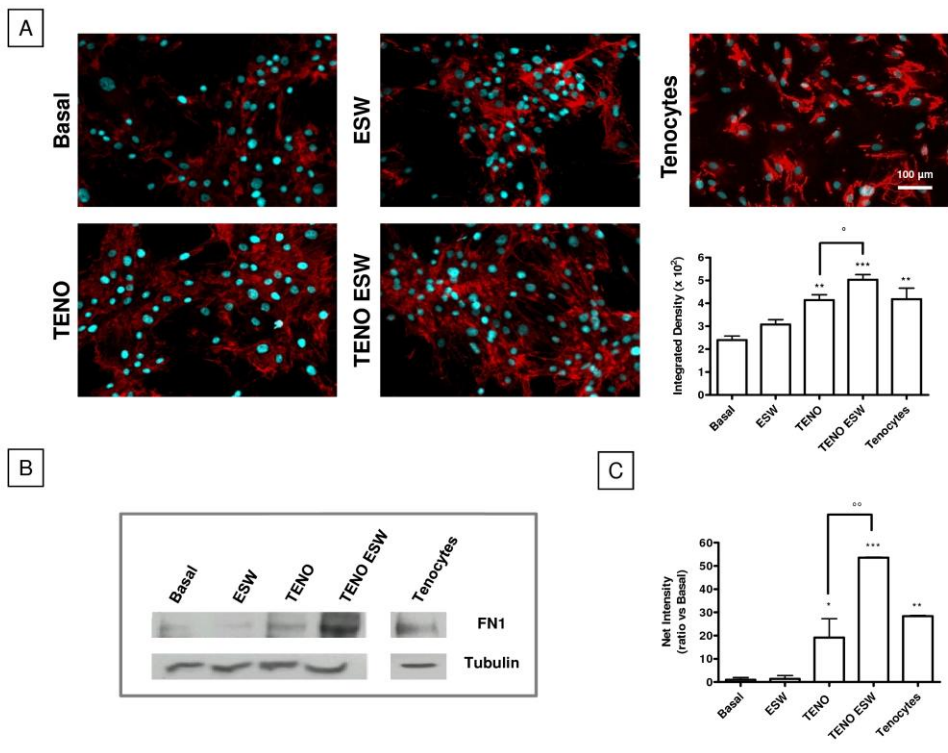 A
Basal
ESW
Tenocytes
100 µm
TENO
TENO ESW
Integrated Density (x 10²)
6
5
4
3
2
1
0
°
**
***
**
Basal
ESW
TENO
TENO ESW
Tenocytes
B
Basal
ESW
TENO
TENO ESW
Tenocytes
FN1
Tubulin
C
Net Intensity
(ratio vs Basal)
60
50
40
30
20
10
0
°°
*
***
**
Basal
ESW
TENO
TENO ESW
Tenocytes